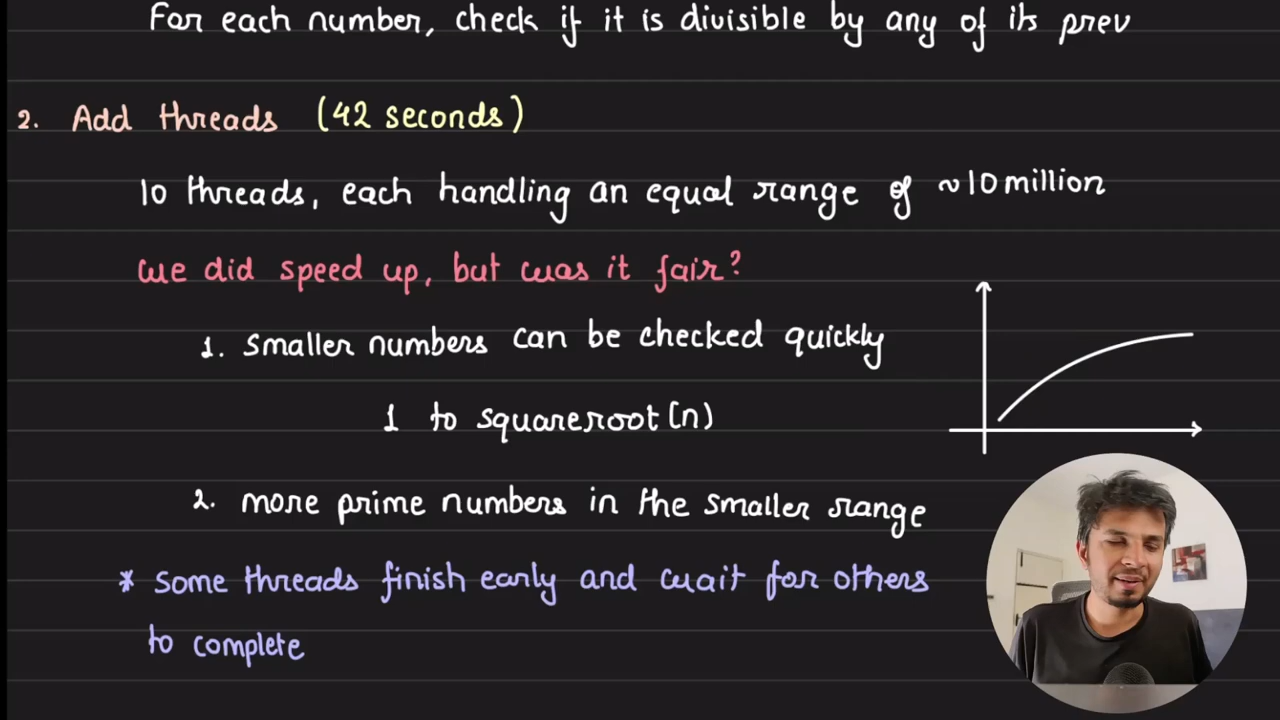 For each number, check if it is divisible by any of its prev
2. Add threads (42 seconds)
10 threads, each handling an equal range of ~10 million
we did speed up, but was it fair?
1. smaller numbers can be checked quickly
1 to squareroot(n)
2. more prime numbers in the smaller range
* some threads finish early and wait for others
to complete